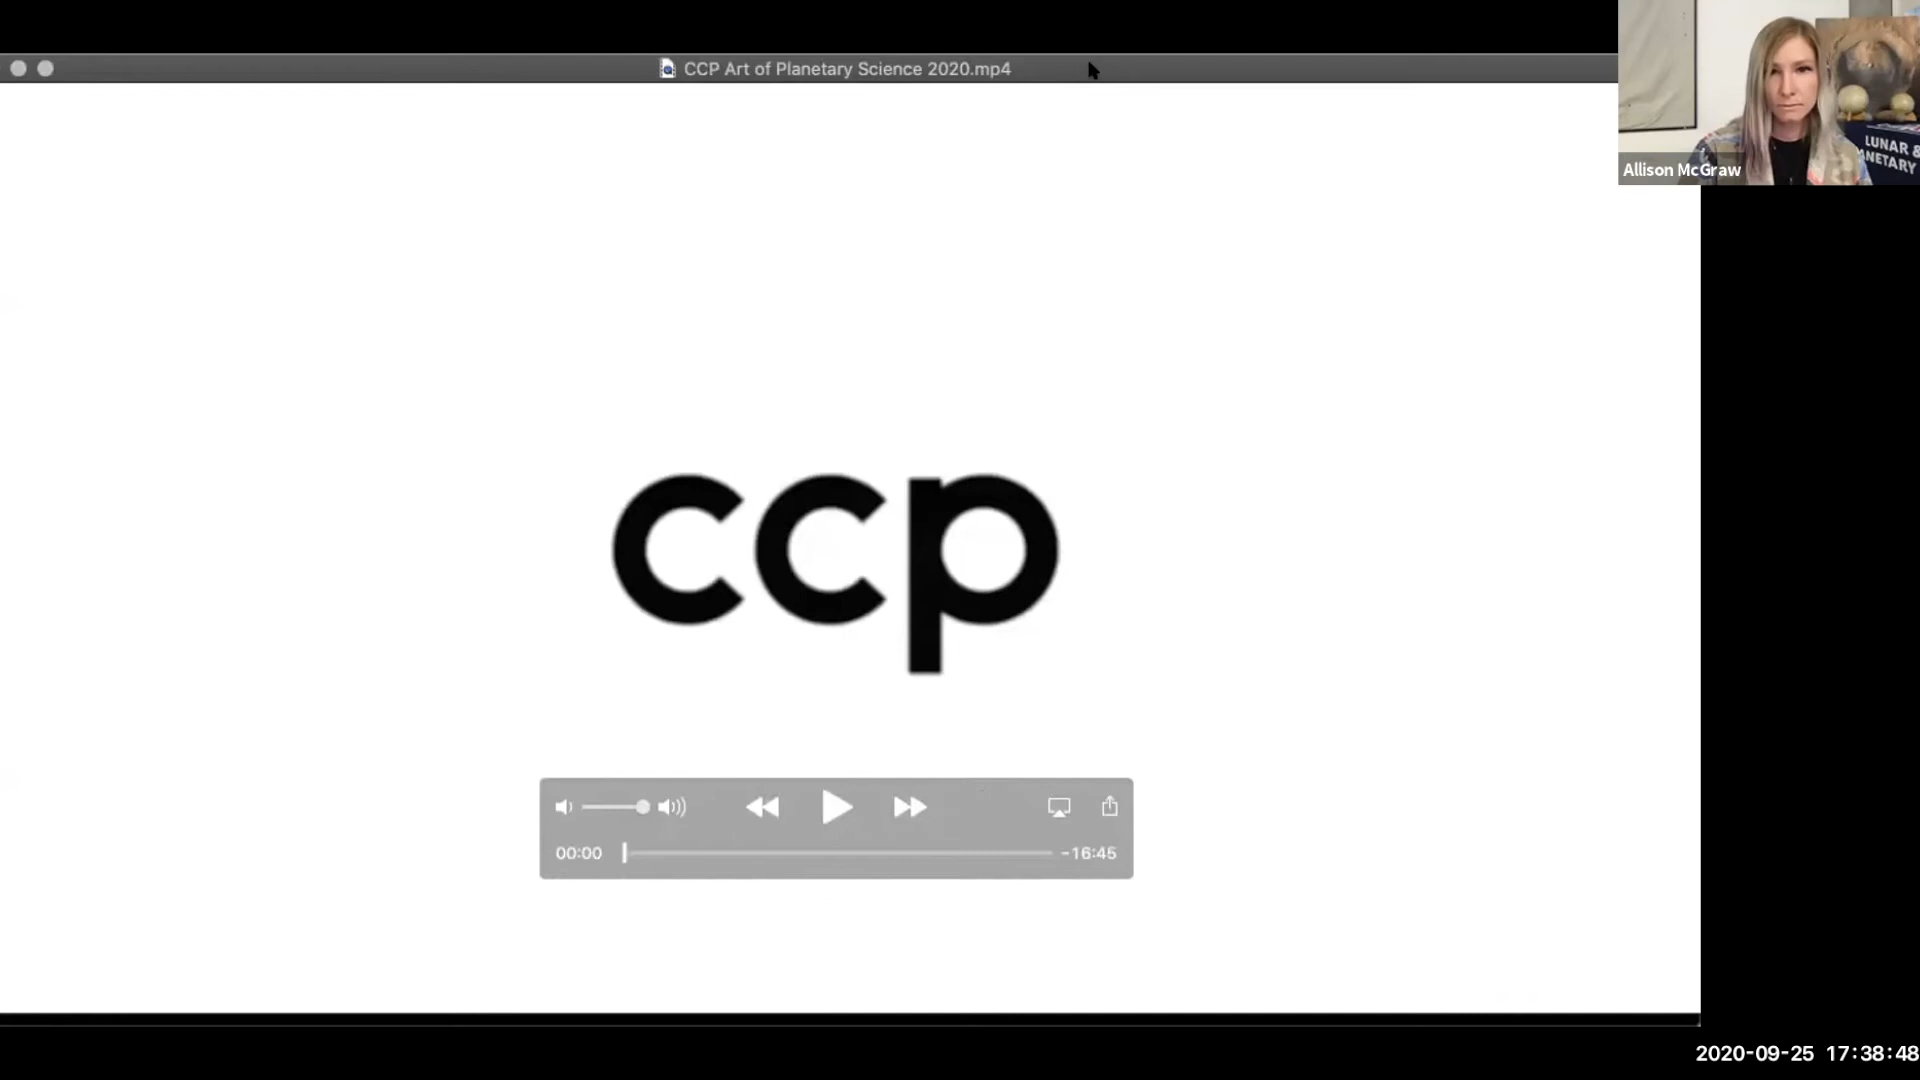 CCP Art of Planetary Science 2020.mp4
LUNAR &
ANETARY
Allison McGraw
ccp
00:00
-16:45
2020-09-25 17:38:48